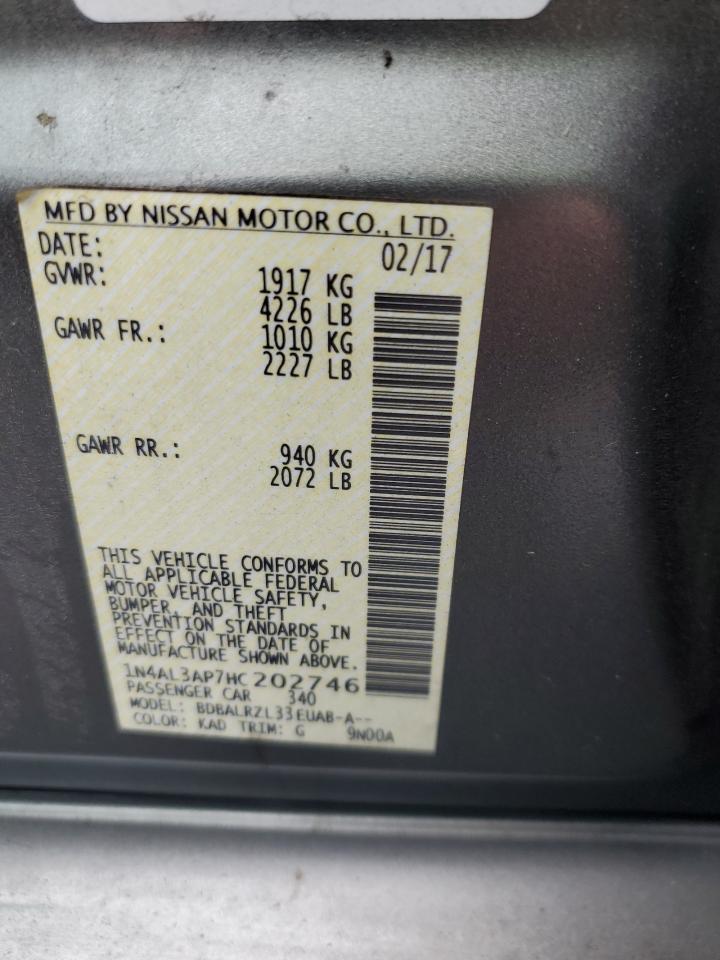 MFD BY NISSAN MOTOR CO., LTD.
DATE: 02/17
GVWR: 1917 KG
4226 LB
GAWR FR.: 1010 KG
2227 LB
GAWR RR.: 940 KG
2072 LB
THIS VEHICLE CONFORMS TO
ALL APPLICABLE FEDERAL
MOTOR VEHICLE SAFETY,
BUMPER, AND THEFT
PREVENTION STANDARDS IN
EFFECT ON THE DATE OF
MANUFACTURE SHOWN ABOVE.
1N4AL3AP7HC202746
PASSENGER CAR 340
MODEL: BDBALRZL33EUAB-A--
COLOR: KAD TRIM: G 9N00A